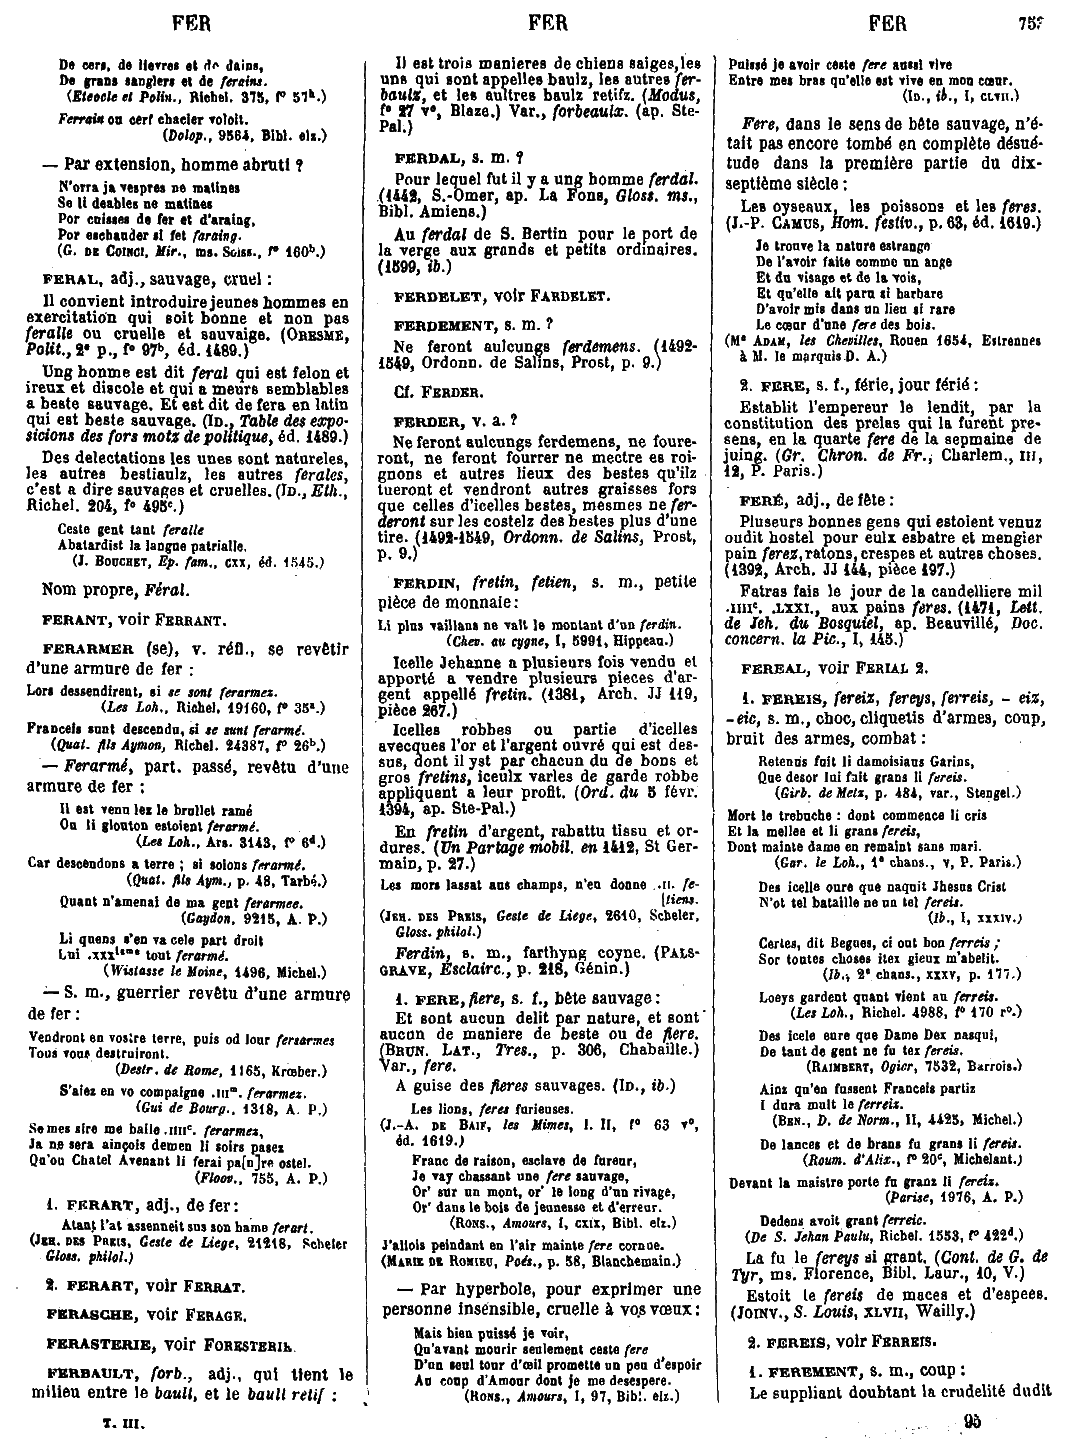 FER
FER
FER
De cers, de lievres et de dains,
De grans sanglers et de ferains.
(Eteocle et Polin., Richel. 375, f° 57ᵇ.)
Ferrain ou cerf chacier voloit.
(Dolop., 9564, Bibl. elz.)
— Par extension, homme abruti ?
N'orra ja vespres ne matines
Se li deables ne matines
Por cuisses de fer et d'araing,
Por eschauder si fet faraing.
(G. DE COINCI, Mir., ms. Soiss., f° 160ᵇ.)
FERAL, adj., sauvage, cruel :
Il convient introduire jeunes hommes en
exercitation qui soit bonne et non pas
feralle ou cruelle et sauvaige. (ORESME,
Polit., 2ᵉ p., f° 97ᵇ, éd. 1489.)
Ung homme est dit feral qui est felon et
ireux et discole et qui a meurs semblables
a beste sauvage. Et est dit de fera en latin
qui est beste sauvage. (ID., Table des expo-
sicions des fors motz de politique, éd. 1489.)
Des delectations les unes sont natureles,
les autres bestiaulz, les autres ferales,
c'est a dire sauvages et cruelles. (ID., Eth.,
Richel. 204, f° 495ᶜ.)
Ceste gent tant feralle
Abatardist la langue patrialle.
(J. BOUCHET, Ep. fam., CXX, éd. 1545.)
Nom propre, Féral.
FERANT, voir FERRANT.
FERARMER (se), v. réfl., se revêtir
d'une armure de fer :
Lors dessendirent, si se sont ferarmez.
(Les Loh., Richel. 19160, f° 35ᵃ.)
Franceis sunt descendu, si se sunt ferarmé.
(Quat. fils Aymon, Richel. 24387, f° 26ᵇ.)
— Ferarmé, part. passé, revêtu d'une
armure de fer :
Il est venu lez le brullet ramé
Ou li glouton estoient ferarmé.
(Les Loh., Ars. 3143, f° 6ᵈ.)
Car descendons a terre ; si solons ferarmé.
(Quat. fils Aym., p. 48, Tarbé.)
Quant n'amenai de ma gent ferarmee.
(Gaydon, 9215, A. P.)
Li quens s'en va cele part droit
Lui .xxxⁱᵉᵐᵉ tout ferarmé.
(Wistasse le Moine, 1496, Michel.)
— S. m., guerrier revêtu d'une armure
de fer :
Vendront en vostre terre, puis od lour ferarmes
Tous vous destruiront.
(Destr. de Rome, 1165, Krœber.)
S'aiez en vo compaigne .IIIᵐ. ferarmez.
(Gui de Bourg., 1318, A. P.)
Se mes sire me baile .IIIIᶜ. ferarmez,
Ja ne sera ainçois demen li soirs pasez
Qu'ou Chatel Avenant li ferai pa[n]re ostel.
(Floov., 755, A. P.)
1. FERART, adj., de fer :
Atant l'at assenneit sus son hame ferart.
(JEH. DES PREIS, Geste de Liege, 21218, Scheler
Gloss. philol.)
2. FERART, voir FERRAT.
FERASCHE, voir FERAGE.
FERASTERIE, voir FORESTERIE.
FERBAULT, forb., adj., qui tient le
milieu entre le bault, et le bault retif :
T. III.
Il est trois manieres de chiens saiges, les
uns qui sont appelles baulz, les autres fer-
baulz, et les aultres baulz retifz. (Modus,
f° 27 v°, Blaze.) Var., forbeaulx. (ap. Ste-
Pal.)
FERDAL, s. m. ?
Pour lequel fut il y a ung homme ferdal.
(1442, S.-Omer, ap. La Fons, Gloss. ms.,
Bibl. Amiens.)
Au ferdal de S. Bertin pour le port de
la verge aux grands et petits ordinaires.
(1599, ib.)
FERDELET, voir FARDELET.
FERDEMENT, s. m. ?
Ne feront aulcungs ferdemens. (1492-
1549, Ordonn. de Salins, Prost, p. 9.)
Cf. FERDER.
FERDER, v. a. ?
Ne feront aulcungs ferdemens, ne foure-
ront, ne feront fourrer ne mectre es roi-
gnons et autres lieux des bestes qu'ilz
tueront et vendront autres graisses fors
que celles d'icelles bestes, mesmes ne fer-
deront sur les costelz des bestes plus d'une
tire. (1492-1549, Ordonn. de Salins, Prost,
p. 9.)
FERDIN, fretin, fetien, s. m., petite
pièce de monnaie :
Li plus vaillans ne valt le montant d'un ferdin.
(Chev. au cygne, I, 5991, Hippeau.)
Icelle Jehanne a plusieurs fois vendu et
apporté a vendre plusieurs pieces d'ar-
gent appellé fretin. (1381, Arch. JJ 119,
pièce 267.)
Icelles robbes ou partie d'icelles
avecques l'or et l'argent ouvré qui est des-
sus, dont il yst par chacun du de bons et
gros fretins, iceulx varles de garde robbe
appliquent a leur profit. (Ord. du 5 févr.
1394, ap. Ste-Pal.)
En fretin d'argent, rabattu tissu et or-
dures. (Un Partage mobil. en 1412, St Ger-
main, p. 27.)
Les mors lassat ans champs, n'en donne .II. fe-
[tiens.
(JEH. DES PREIS, Geste de Liege, 2610, Scheler,
Gloss. philol.)
Ferdin, s. m., farthyng coyne. (PALS-
GRAVE, Esclairc., p. 218, Génin.)
1. FERE, fiere, s. f., bête sauvage :
Et sont aucun delit par nature, et sont
aucun de maniere de beste ou de fiere.
(BRUN. LAT., Tres., p. 306, Chabaille.)
Var., fere.
A guise des fieres sauvages. (ID., ib.)
Les lions, feres furieuses.
(J.-A. DE BAIF, les Mimes, l. II, f° 63 v°,
éd. 1619.)
Franc de raison, esclave de fureur,
Je vay chassant une fere sauvage,
Or' sur un mont, or' le long d'un rivage,
Or' dans le bois de jeunesse et d'erreur.
(RONS., Amours, I, CXIX, Bibl. elz.)
J'allois peindant en l'air mainte fere cornue.
(MARIE DE ROMIEU, Poés., p. 58, Blanchemain.)
— Par hyperbole, pour exprimer une
personne insensible, cruelle à vos vœux :
Mais bien puissé je voir,
Qu'avant mourir seulement ceste fere
D'un seul tour d'œil promette un peu d'espoir
Au coup d'Amour dont je me desespere.
(RONS., Amours, I, 97, Bibl. elz.)
Puissé je avoir ceste fere aussi vive
Entre mes bras qu'elle est vive en mon cœur.
(ID., ib., I, CLVII.)
Fere, dans le sens de bête sauvage, n'é-
tait pas encore tombé en complète désué-
tude dans la première partie du dix-
septième siècle :
Les oyseaux, les poissons et les feres.
(J.-P. CAMUS, Hom. festiv., p. 63, éd. 1619.)
Je trouve la nature estrange
De l'avoir faite comme un ange
Et du visage et de la vois,
Et qu'elle ait paru si barbare
D'avoir mis dans un lieu si rare
Le cœur d'une fere des bois.
(Mᵉ ADAM, les Chevilles, Rouen 1654, Estrennes
à M. le marquis D. A.)
2. FERE, s. f., férie, jour férié :
Establit l'empereur le lendit, par la
constitution des prelas qui la furent pre-
sens, en la quarte fere de la sepmaine de
juing. (Gr. Chron. de Fr., Charlem., III,
12, P. Paris.)
FERÉ, adj., de fête :
Pluseurs bonnes gens qui estoient venuz
oudit hostel pour eulx esbatre et mengier
pain ferez, ratons, crespes et autres choses.
(1392, Arch. JJ 144, pièce 197.)
Fatras fais le jour de la candelliere mil
.IIIIᶜ. .LXXI., aux pains feres. (1471, Lett.
de Jeh. du Bosquiel, ap. Beauvillé, Doc.
concern. la Pic., I, 145.)
FEREAL, voir FERIAL 2.
1. FEREIS, fereiz, fereys, ferreis, - eiz,
-eic, s. m., choc, cliquetis d'armes, coup,
bruit des armes, combat :
Retenus fait li damoisiaus Garins,
Que desor lui fait grans li fereis.
(Girb. de Metz, p. 484, var., Stengel.)
Mort le trebuche : dont commence li cris
Et la mellee et li grans fereis,
Dont mainte dame en remaint sans mari.
(Gar. le Loh., 1ᵉ chans., V, P. Paris.)
Des icelle oure que naquit Jhesus Crist
N'ot tel bataille ne un tel fereis.
(Ib., I, XXXIV.)
Certes, dit Begues, ci ont bon ferreis ;
Sor toutes choses itex gieux m'abelit.
(Ib., 2ᵉ chans., XXXV, p. 177.)
Loeys gardent quant vient au ferreis.
(Les Loh., Richel. 4988, f° 170 r°.)
Des icele eure que Dame Dex nasqui,
De tant de gent ne fu tex fereis.
(RAIMBERT, Ogier, 7532, Barrois.)
Ainz qu'en fussent Franceis partiz
I dura mult le ferreiz.
(BEN., D. de Norm., II, 4425, Michel.)
De lances et de brans fu grans li fereis.
(Roum. d'Alix., f° 20ᶜ, Michelant.)
Devant la maistre porte fu granz li fereiz.
(Parise, 1976, A. P.)
Dedens avoit grant ferreic.
(De S. Jehan Paulu, Richel. 1553, f° 422ᵈ.)
La fu le fereys si grant. (Cont. de G. de
Tyr, ms. Florence, Bibl. Laur., 10, V.)
Estoit le fereis de maces et d'espees.
(JOINV., S. Louis, XLVII, Wailly.)
2. FEREIS, voir FERREIS.
1. FEREMENT, s. m., coup :
Le suppliant doubtant la crudelité dudit
95